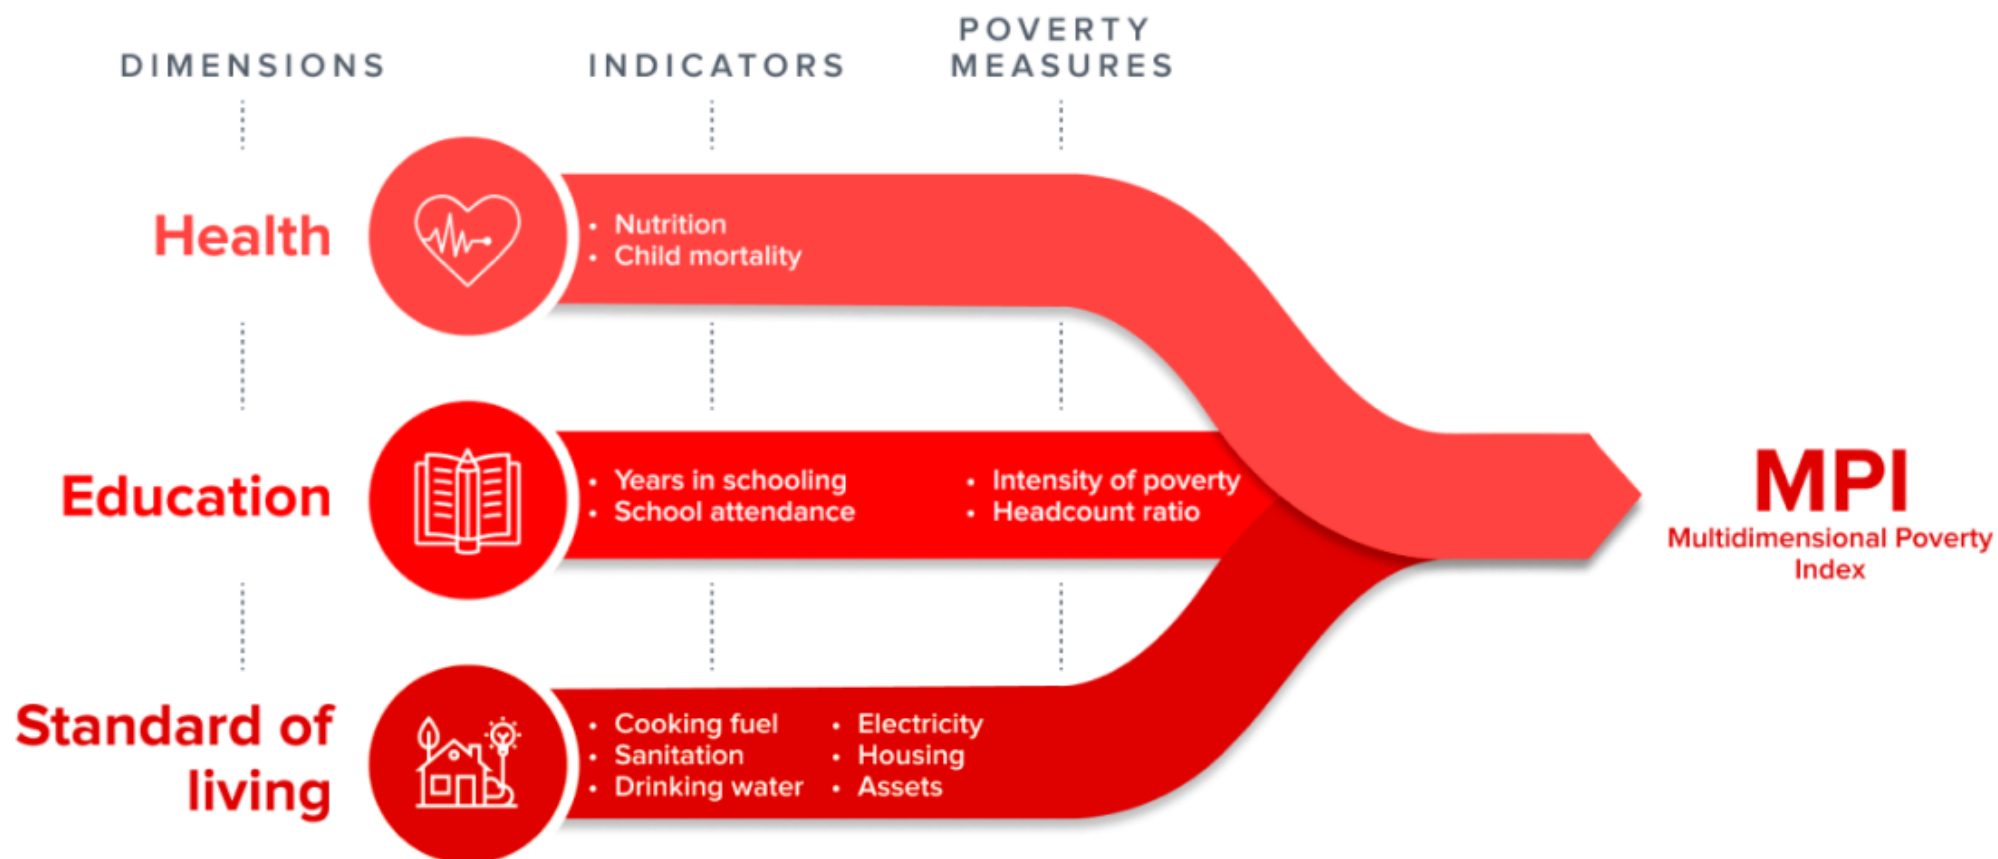 DIMENSIONS
INDICATORS
POVERTY
MEASURES
Health
• Nutrition
• Child mortality
Education
• Years in schooling
• School attendance
• Intensity of poverty
• Headcount ratio
Standard of
living
• Cooking fuel
• Sanitation
• Drinking water
• Electricity
• Housing
• Assets
MPI
Multidimensional Poverty
Index